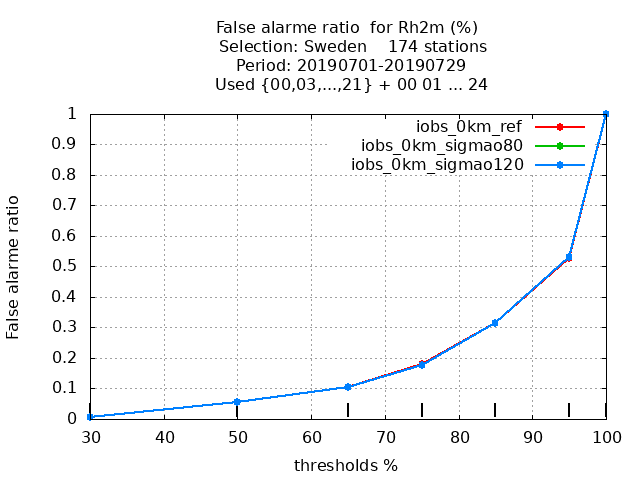 False alarme ratio  for Rh2m (%)
Selection: Sweden    174 stations
Period: 20190701-20190729
Used {00,03,...,21} + 00 01 ... 24
iobs_0km_ref
iobs_0km_sigmao80
iobs_0km_sigmao120
False alarme ratio
1
0.9
0.8
0.7
0.6
0.5
0.4
0.3
0.2
0.1
0
30 40 50 60 70 80 90 100
thresholds %